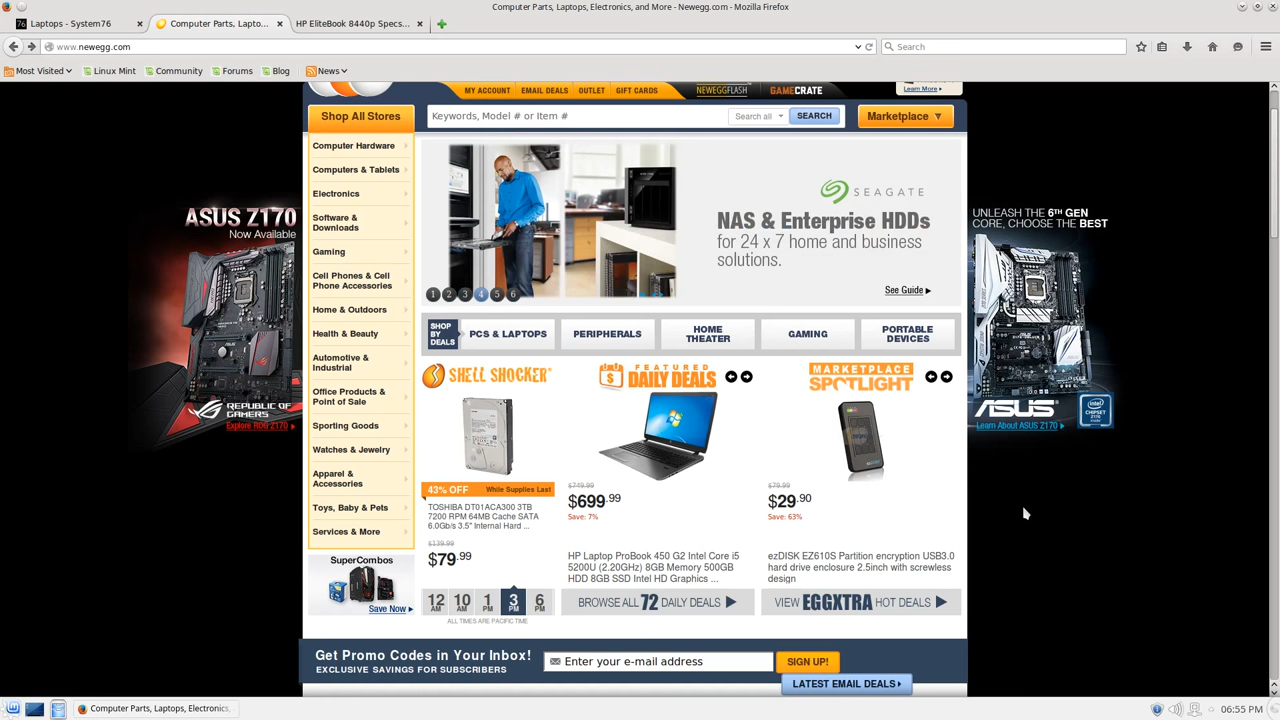 Computer Parts, Laptops, Electronics, and More - Newegg.com - Mozilla Firefox
76 Laptops - System76
Computer Parts, Lapto...
HP EliteBook 8440p Specs...
www.newegg.com
Search
Most Visited
Linux Mint
Community
Forums
Blog
News
MY ACCOUNT
EMAIL DEALS
OUTLET
GIFT CARDS
NEWEGGFLASH
GAMECRATE
Learn More
Shop All Stores
Keywords, Model # or Item #
Search all
SEARCH
Marketplace
Computer Hardware
Computers & Tablets
Electronics
Software &
Downloads
Gaming
Cell Phones & Cell
Phone Accessories
Home & Outdoors
Health & Beauty
Automotive &
Industrial
Office Products &
Point of Sale
Sporting Goods
Watches & Jewelry
Apparel &
Accessories
Toys, Baby & Pets
Services & More
SuperCombos
Save Now
ASUS Z170
Now Available
REPUBLIC OF
GAMERS
Explore ROG Z170
SEAGATE
NAS & Enterprise HDDs
for 24 x 7 home and business
solutions.
See Guide
1 2 3 4 5 6
SHOP
BY
DEALS
PCS & LAPTOPS
PERIPHERALS
HOME
THEATER
GAMING
PORTABLE
DEVICES
SHELL SHOCKER
43% OFF While Supplies Last
TOSHIBA DT01ACA300 3TB
7200 RPM 64MB Cache SATA
6.0Gb/s 3.5" Internal Hard ...
$139.99
$79.99
12 AM 10 AM 1 PM 3 PM 6 PM
ALL TIMES ARE PACIFIC TIME
FEATURED
DAILY DEALS
$749.99
$699.99
Save: 7%
HP Laptop ProBook 450 G2 Intel Core i5
5200U (2.20GHz) 8GB Memory 500GB
HDD 8GB SSD Intel HD Graphics ...
BROWSE ALL 72 DAILY DEALS
MARKETPLACE
SPOTLIGHT
$79.99
$29.90
Save: 63%
ezDISK EZ610S Partition encryption USB3.0
hard drive enclosure 2.5inch with screwless
design
VIEW EGGXTRA HOT DEALS
UNLEASH THE 6TH GEN
CORE, CHOOSE THE BEST
ASUS
intel
CHIPSET
Z170
Learn About ASUS Z170
Get Promo Codes in Your Inbox!
EXCLUSIVE SAVINGS FOR SUBSCRIBERS
Enter your e-mail address
SIGN UP!
LATEST EMAIL DEALS
Computer Parts, Laptops, Electronics,
06:55 PM